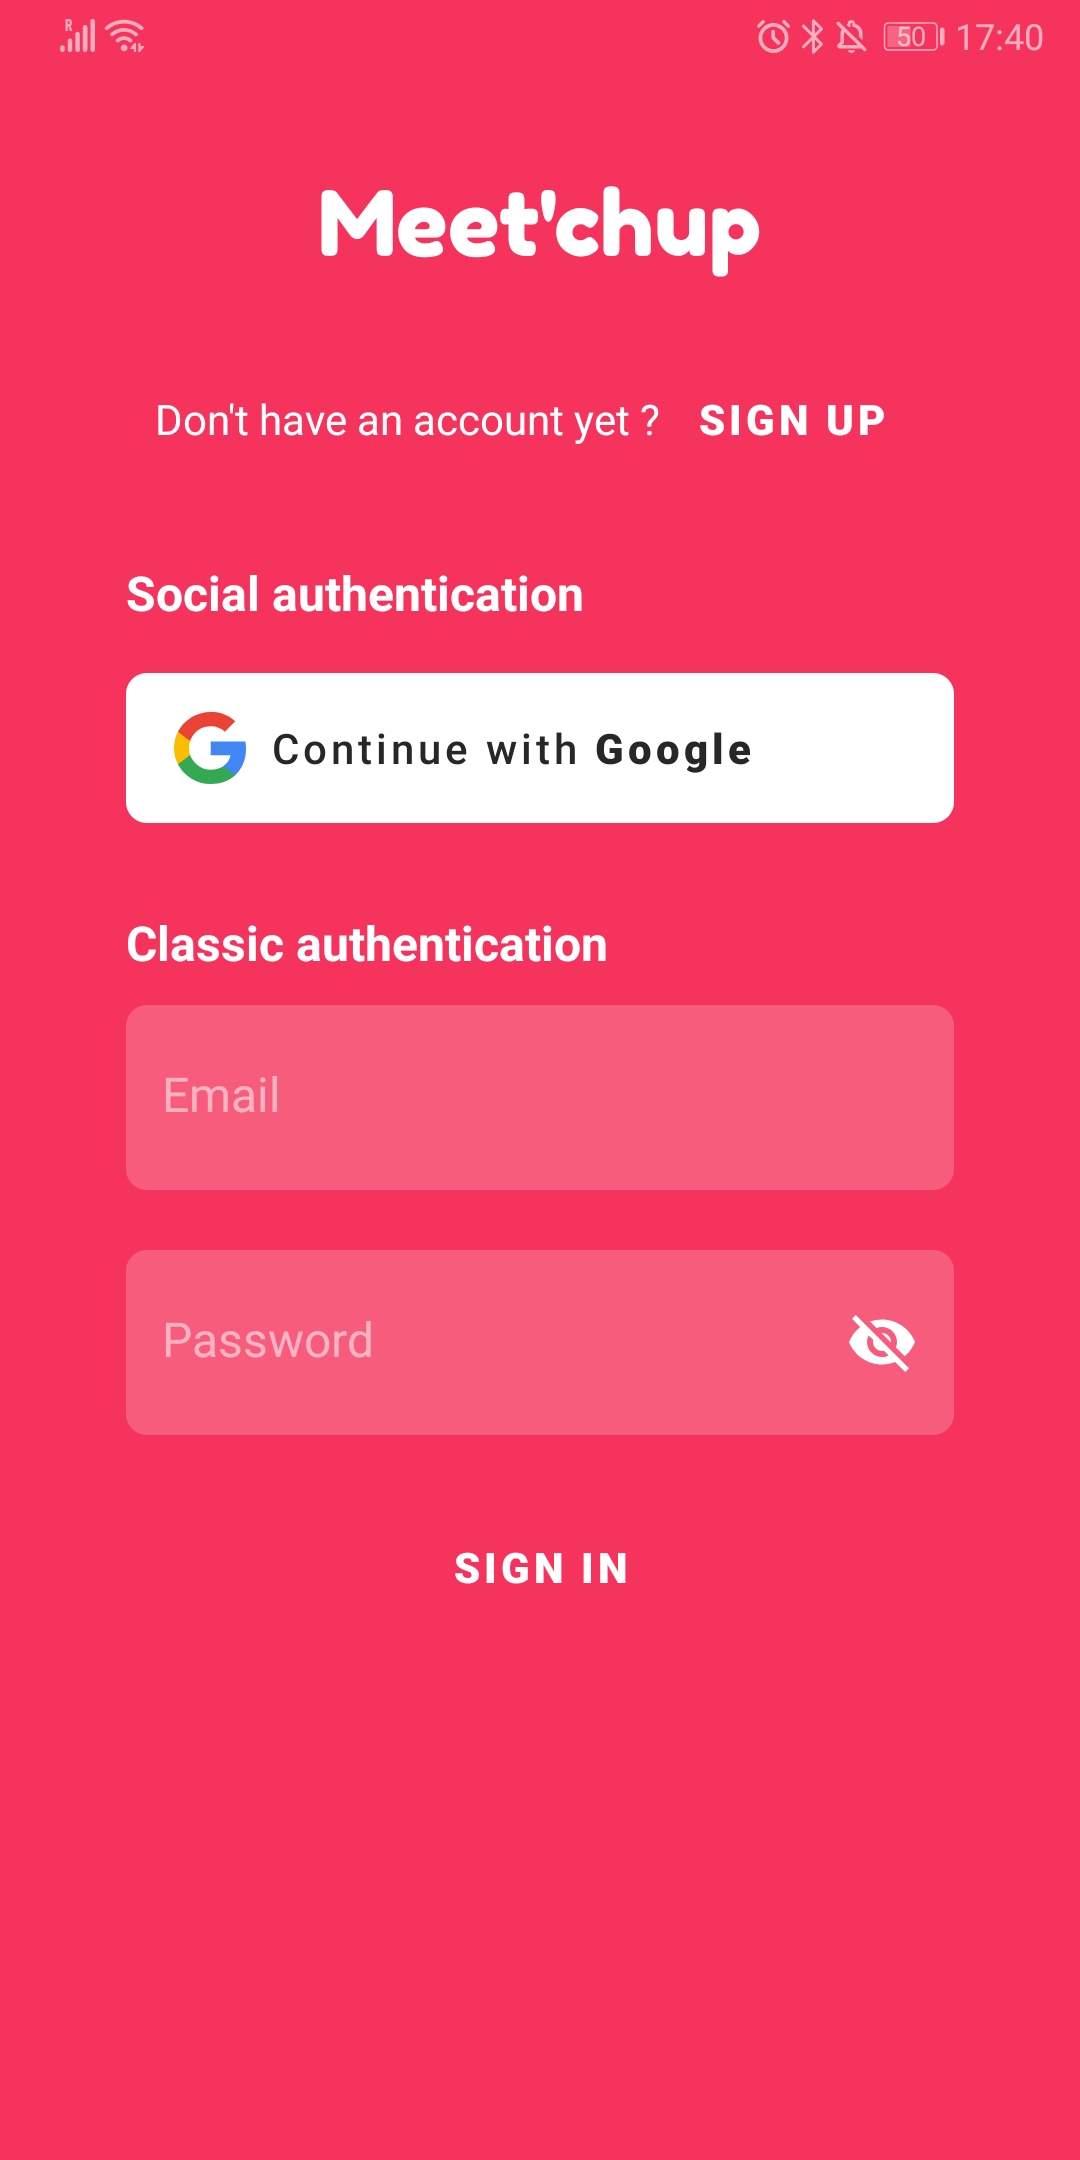 R 50 17:40
Meet'chup
Don't have an account yet ? SIGN UP
Social authentication
Continue with Google
Classic authentication
Email
Password
SIGN IN